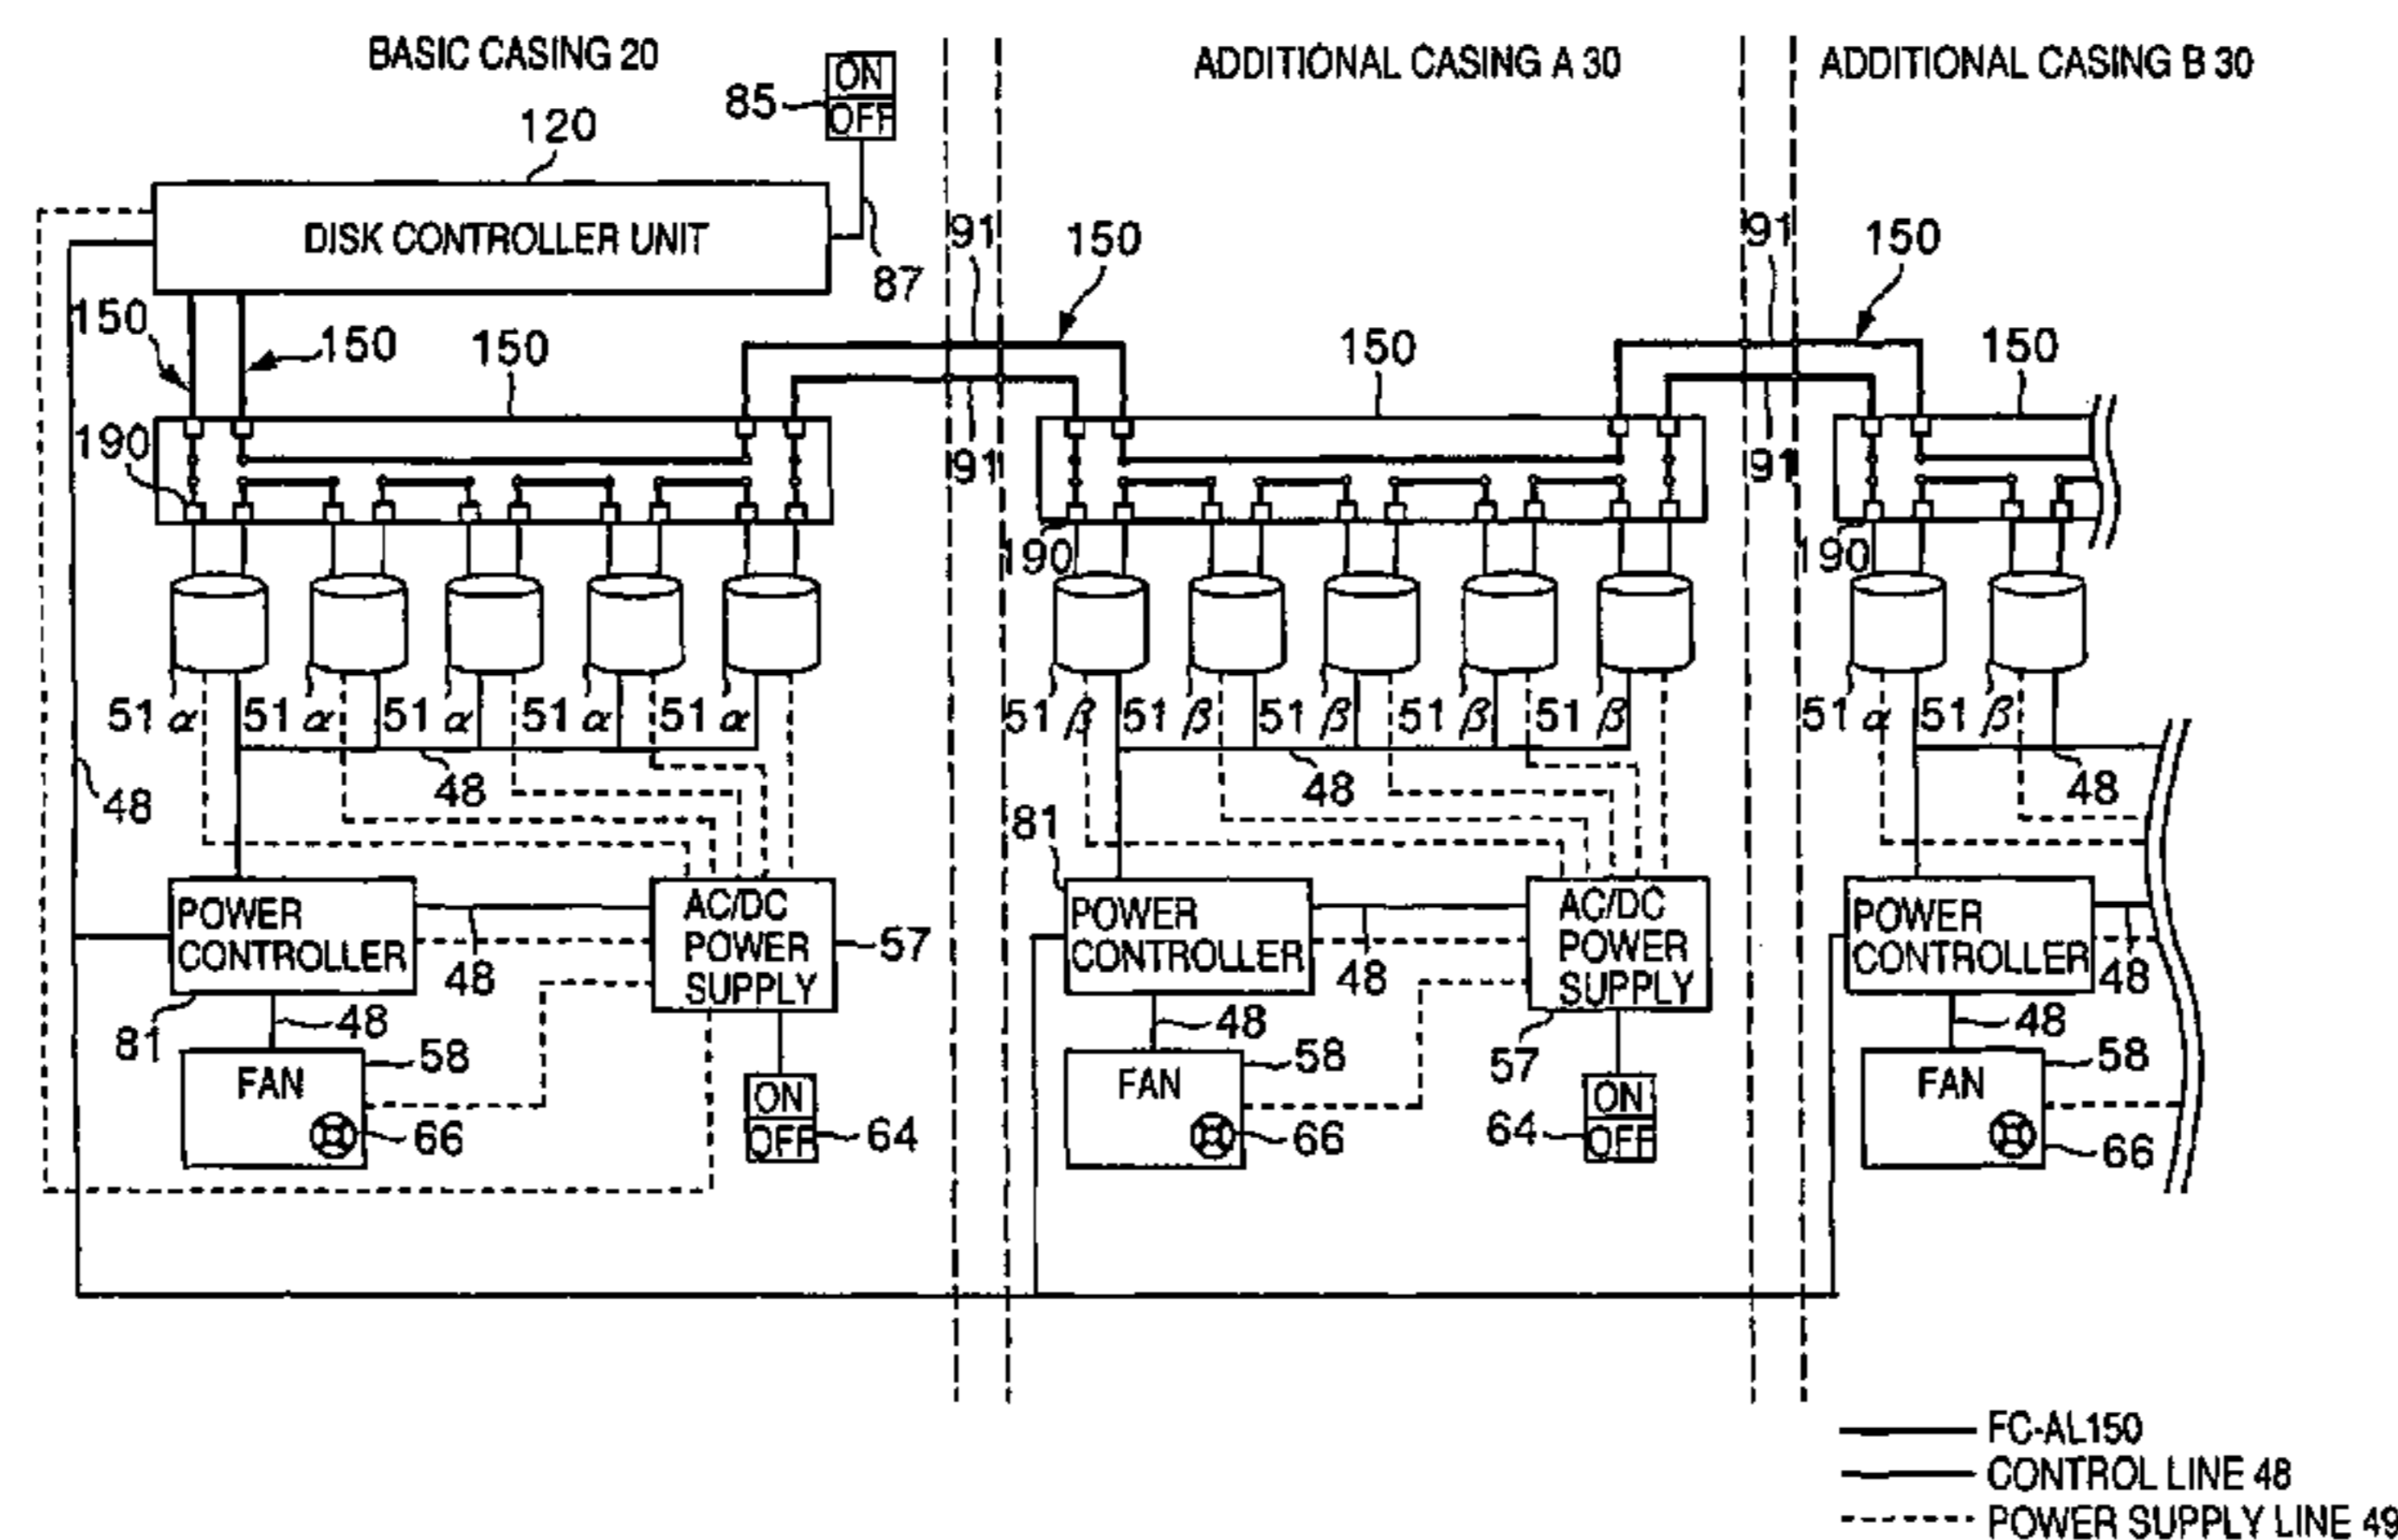 BASIC CASING 20
ADDITIONAL CASING A 30
ADDITIONAL CASING B 30
85
ON
OFF
120
DISK CONTROLLER UNIT
87
91
150
91
150
150
150
150
150
150
190
91
91
190
190
51 α
51 α
51 α
51 α
51 α
51 β
51 β
51 β
51 β
51 β
51 α
51 β
48
48
48
48
81
POWER
CONTROLLER
48
AC/DC
POWER
SUPPLY
57
POWER
CONTROLLER
48
AC/DC
POWER
SUPPLY
POWER
CONTROLLER
48
81
48
58
FAN
66
ON
OFF
64
48
58
FAN
66
57
ON
OFF
64
48
58
FAN
66
FC-AL150
CONTROL LINE 48
POWER SUPPLY LINE 49